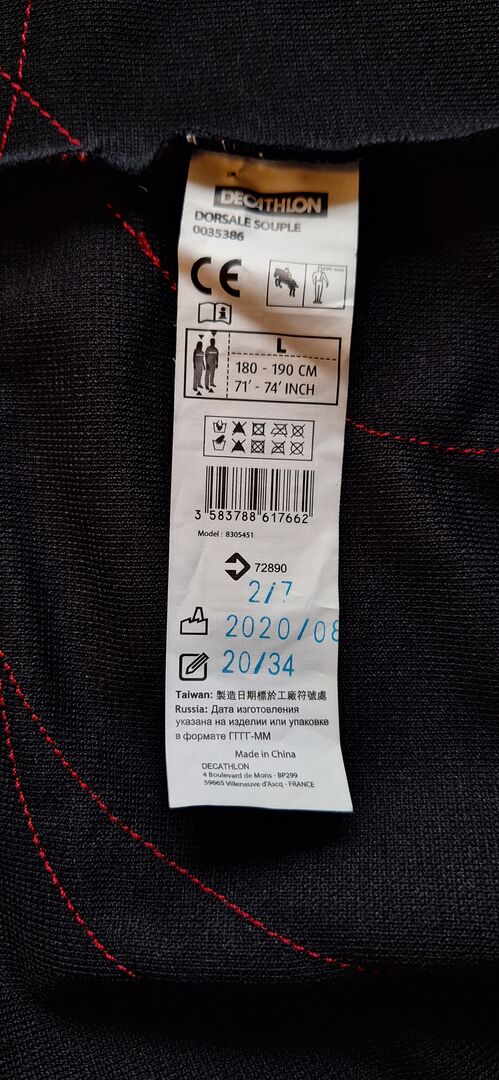 DECATHLON
DORSALE SOUPLE
0035386
CE
L
180 - 190 CM
71' - 74' INCH
3 583788 617662
Model : 8305451
72890
2/7
2020/08
20/34
Taiwan: 製造日期標於工廠符號處
Russia: Дата изготовления
указана на изделии или упаковке
в формате ГГГГ-ММ
Made in China
DECATHLON
4 Boulevard de Mons - BP299
59665 Villeneuve d'Ascq - FRANCE